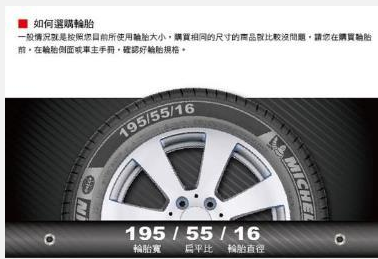 如何選購輪胎
一般情況就是按照您目前所使用輪胎大小，購買相同的尺寸的商品就比較沒問題，請您在購買輪胎
前，在輪胎側面或車主手冊，確認好輪胎規格。
195/55/16
MICHELIN
195 / 55 / 16
輪胎寬 扁平比 輪胎直徑